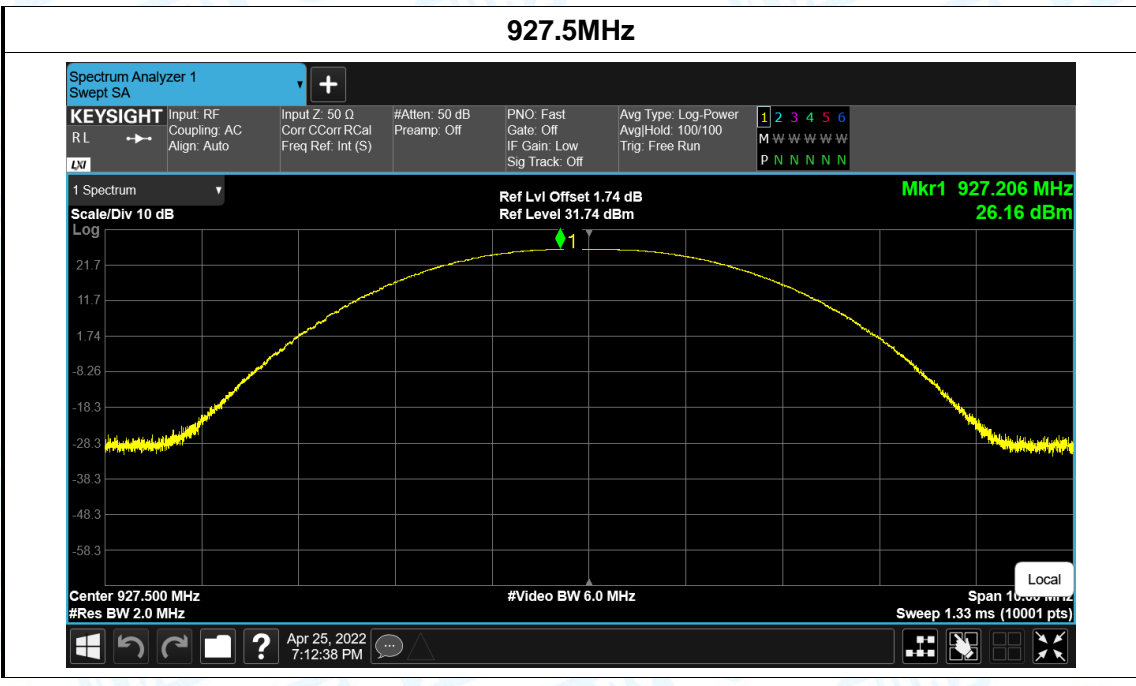 927.5MHz
Spectrum Analyzer 1
Swept SA
KEYSIGHT
R L
LXI
Input: RF
Coupling: AC
Align: Auto
Input Z: 50 Ω
Corr CCorr RCal
Freq Ref: Int (S)
#Atten: 50 dB
Preamp: Off
PNO: Fast
Gate: Off
IF Gain: Low
Sig Track: Off
Avg Type: Log-Power
Avg|Hold: 100/100
Trig: Free Run
1 2 3 4 5 6
M W W W W W
P N N N N N
1 Spectrum
Scale/Div 10 dB
Log
Ref Lvl Offset 1.74 dB
Ref Level 31.74 dBm
Mkr1 927.206 MHz
26.16 dBm
1
21.7
11.7
1.74
-8.26
-18.3
-28.3
-38.3
-48.3
-58.3
Local
Center 927.500 MHz
#Video BW 6.0 MHz
Span 10.00 MHz
#Res BW 2.0 MHz
Sweep 1.33 ms (10001 pts)
?
Apr 25, 2022
7:12:38 PM